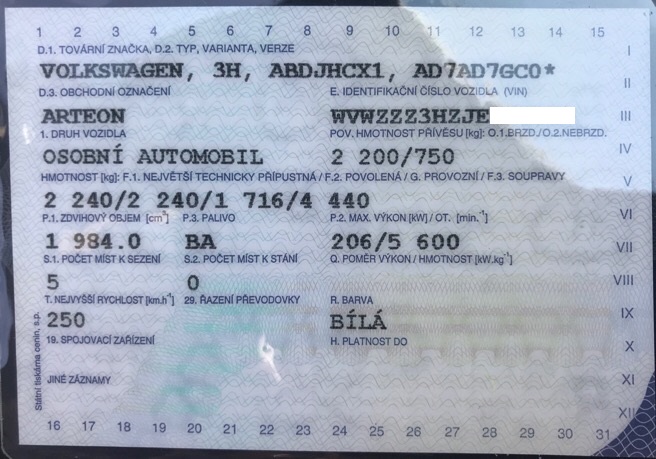 1 2 3 4 5 6 7 8 9 10 11 12 13 14 15
I
D.1. TOVÁRNÍ ZNAČKA, D.2. TYP, VARIANTA, VERZE
VOLKSWAGEN, 3H, ABDJHCX1, AD7AD7GC0*
II
D.3. OBCHODNÍ OZNAČENÍ E. IDENTIFIKAČNÍ ČÍSLO VOZIDLA (VIN)
ARTEON WVWZZZ3HZJE
III
1. DRUH VOZIDLA POV. HMOTNOST PŘÍVĚSU [kg]: O.1.BRZD./O.2.NEBRZD.
OSOBNÍ AUTOMOBIL 2 200/750
IV
HMOTNOST [kg]: F.1. NEJVĚTŠÍ TECHNICKY PŘÍPUSTNÁ / F.2. POVOLENÁ / G. PROVOZNÍ / F.3. SOUPRAVY
V
2 240/2 240/1 716/4 440
VI
P.1. ZDVIHOVÝ OBJEM [cm³] P.3. PALIVO P.2. MAX. VÝKON [kW] / OT. [min.⁻¹]
1 984.0 BA 206/5 600
VII
S.1. POČET MÍST K SEZENÍ S.2. POČET MÍST K STÁNÍ Q. POMĚR VÝKON / HMOTNOST [kW.kg⁻¹]
5 0
VIII
T. NEJVYŠŠÍ RYCHLOST [km.h⁻¹] 29. ŘAZENÍ PŘEVODOVKY R. BARVA
250 BÍLÁ
IX
19. SPOJOVACÍ ZAŘÍZENÍ H. PLATNOST DO
X
JINÉ ZÁZNAMY
XI
XII
Státní tiskárna cenin, s.p.
16 17 18 19 20 21 22 23 24 25 26 27 28 29 30 31